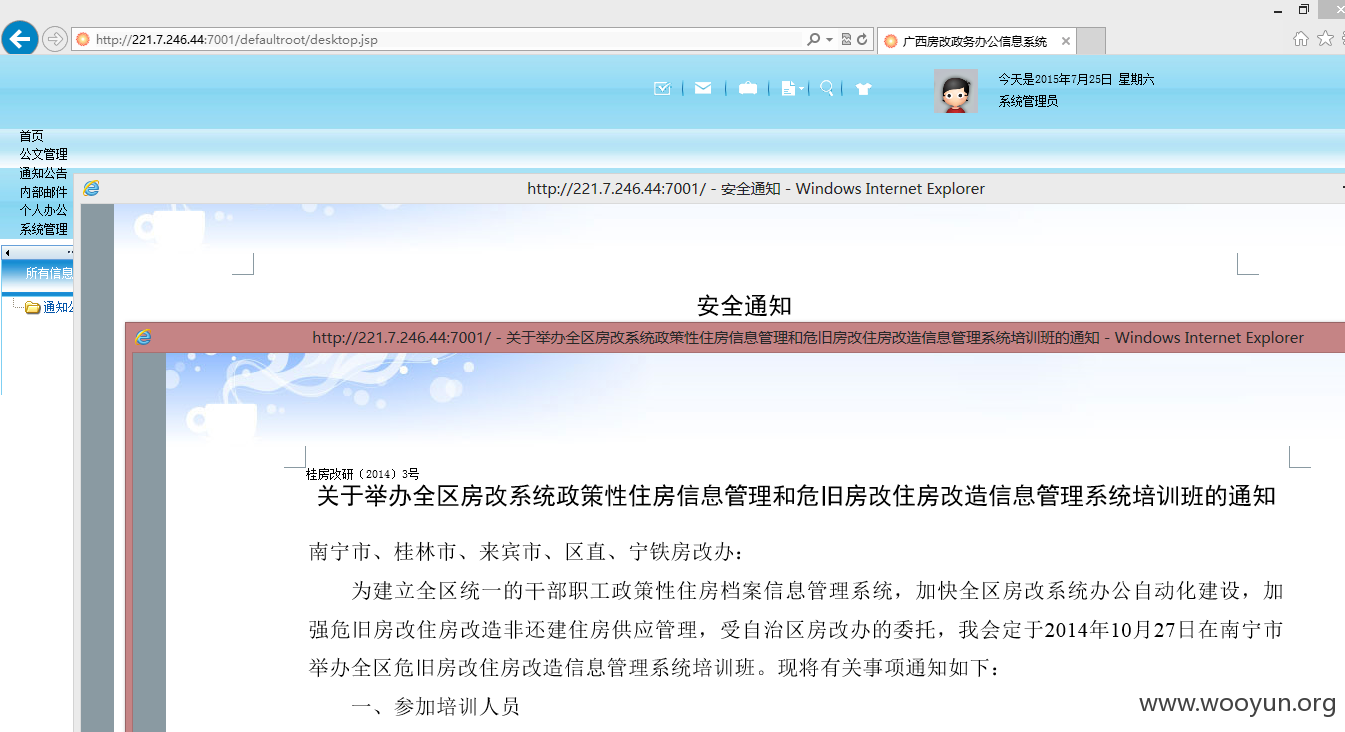 http://221.7.246.44:7001/defaultroot/desktop.jsp
广西房改政务办公信息系统
今天是2015年7月25日 星期六
系统管理员
首页
公文管理
通知公告
内部邮件
个人办公
系统管理
所有信息
通知
http://221.7.246.44:7001/ - 安全通知 - Windows Internet Explorer
安全通知
http://221.7.246.44:7001/ - 关于举办全区房改系统政策性住房信息管理和危旧房改住房改造信息管理系统培训班的通知 - Windows Internet Explorer
桂房改研（2014）3号
关于举办全区房改系统政策性住房信息管理和危旧房改住房改造信息管理系统培训班的通知
南宁市、桂林市、来宾市、区直、宁铁房改办：
为建立全区统一的干部职工政策性住房档案信息管理系统，加快全区房改系统办公自动化建设，加
强危旧房改住房改造非还建住房供应管理，受自治区房改办的委托，我会定于2014年10月27日在南宁市
举办全区危旧房改住房改造信息管理系统培训班。现将有关事项通知如下：
一、参加培训人员
www.wooyun.org